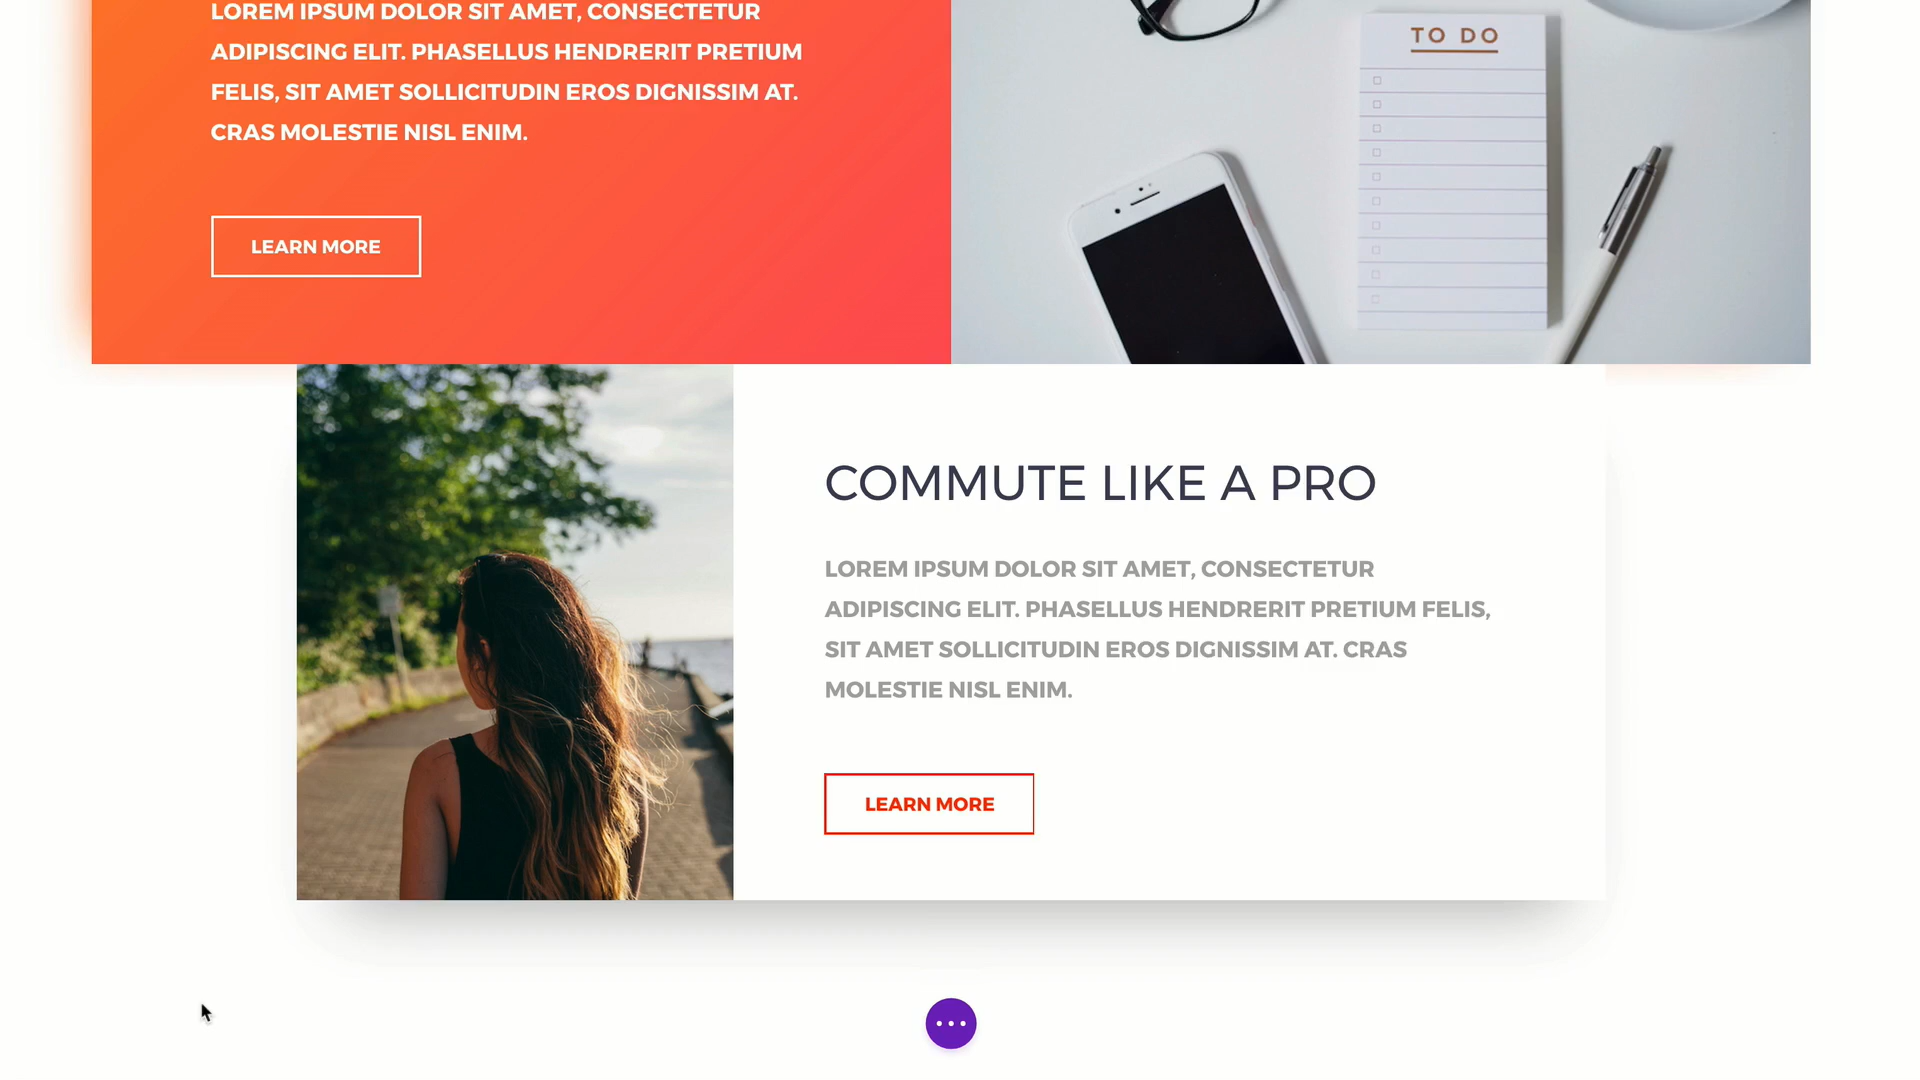 LOREM IPSUM DOLOR SIT AMET, CONSECTETUR
ADIPISCING ELIT. PHASELLUS HENDRERIT PRETIUM
FELIS, SIT AMET SOLLICITUDIN EROS DIGNISSIM AT.
CRAS MOLESTIE NISL ENIM.
LEARN MORE
TO DO
COMMUTE LIKE A PRO
LOREM IPSUM DOLOR SIT AMET, CONSECTETUR
ADIPISCING ELIT. PHASELLUS HENDRERIT PRETIUM FELIS,
SIT AMET SOLLICITUDIN EROS DIGNISSIM AT. CRAS
MOLESTIE NISL ENIM.
LEARN MORE